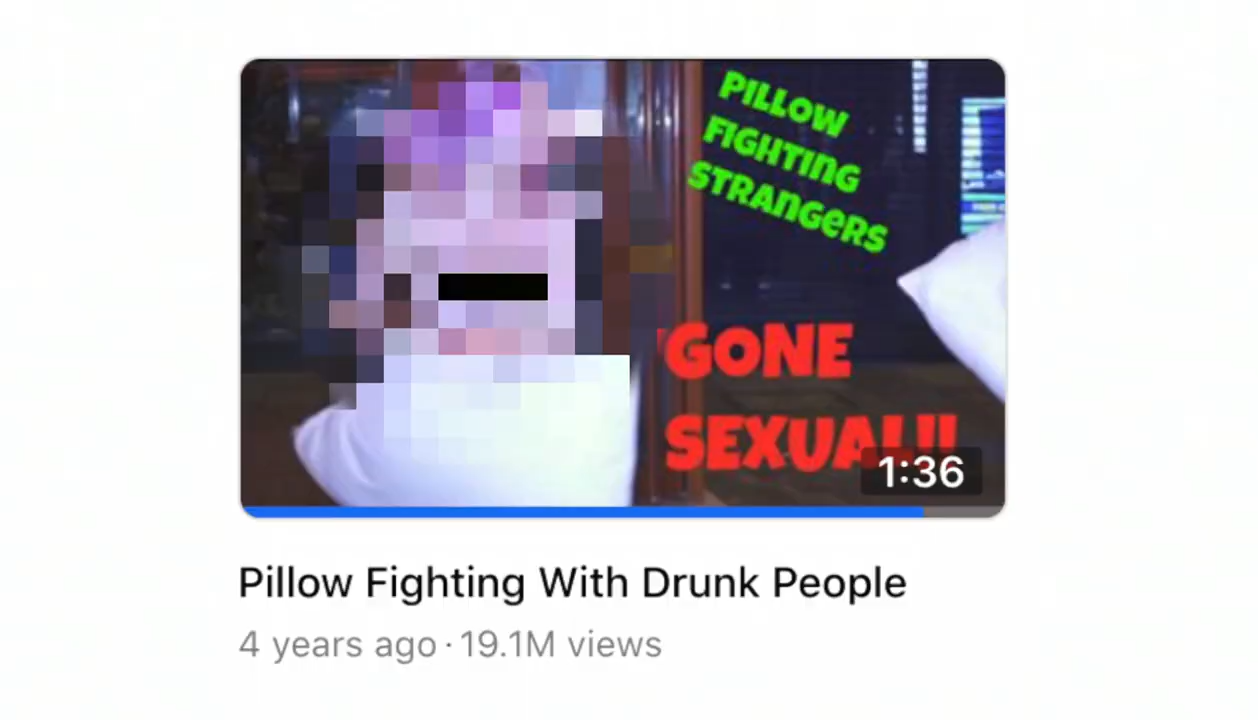 PILLOW
FIGHTING
STRANGERS
GONE
SEXUAL!!
1:36
Pillow Fighting With Drunk People
4 years ago · 19.1M views